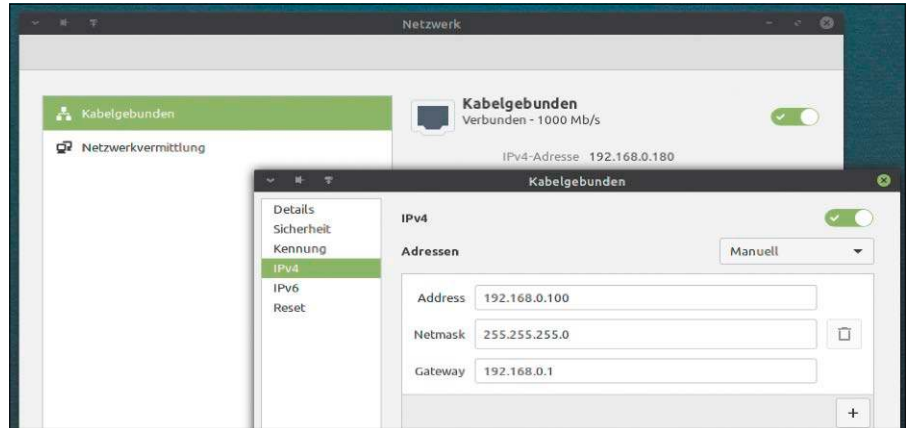 Netzwerk
Kabelgebunden
Netzwerkvermittlung
Kabelgebunden
Verbunden - 1000 Mb/s
IPv4-Adresse 192.168.0.180
Kabelgebunden
Details
Sicherheit
Kennung
IPv4
IPv6
Reset
IPv4
Adressen
Manuell
Address 192.168.0.100
Netmask 255.255.255.0
Gateway 192.168.0.1